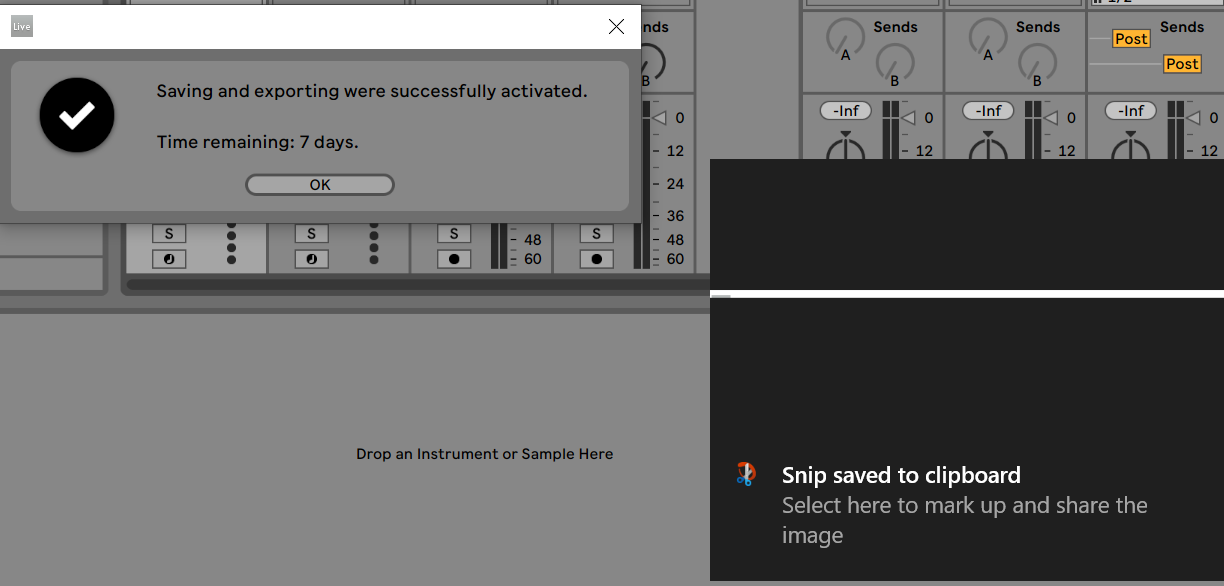 Live
Saving and exporting were successfully activated.
Time remaining: 7 days.
OK
nds
B
0
12
24
36
48
60
S
S
S
48
60
S
Sends
A
B
-Inf
0
12
Sends
A
B
-Inf
0
12
1/2
Sends
Post
Post
-Inf
0
12
Drop an Instrument or Sample Here
Snip saved to clipboard
Select here to mark up and share the
image